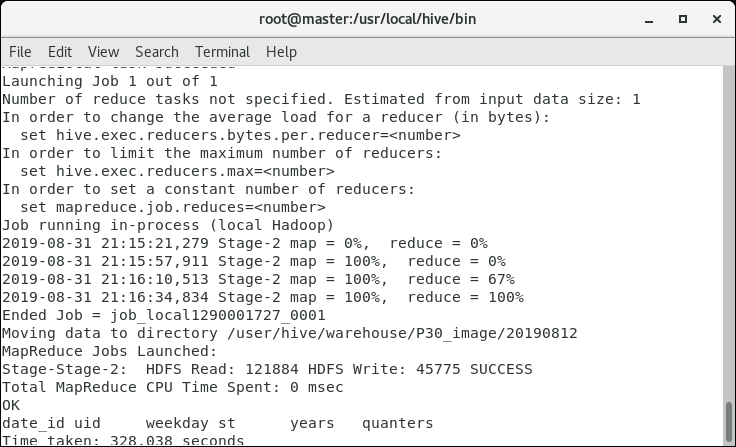 root@master:/usr/local/hive/bin
File Edit View Search Terminal Help
Launching Job 1 out of 1
Number of reduce tasks not specified. Estimated from input data size: 1
In order to change the average load for a reducer (in bytes):
  set hive.exec.reducers.bytes.per.reducer=<number>
In order to limit the maximum number of reducers:
  set hive.exec.reducers.max=<number>
In order to set a constant number of reducers:
  set mapreduce.job.reduces=<number>
Job running in-process (local Hadoop)
2019-08-31 21:15:21,279 Stage-2 map = 0%,  reduce = 0%
2019-08-31 21:15:57,911 Stage-2 map = 100%,  reduce = 0%
2019-08-31 21:16:10,513 Stage-2 map = 100%,  reduce = 67%
2019-08-31 21:16:34,834 Stage-2 map = 100%,  reduce = 100%
Ended Job = job_local1290001727_0001
Moving data to directory /user/hive/warehouse/P30_image/20190812
MapReduce Jobs Launched:
Stage-Stage-2:  HDFS Read: 121884 HDFS Write: 45775 SUCCESS
Total MapReduce CPU Time Spent: 0 msec
OK
date_id uid     weekday st      years   quanters
Time taken: 328.038 seconds